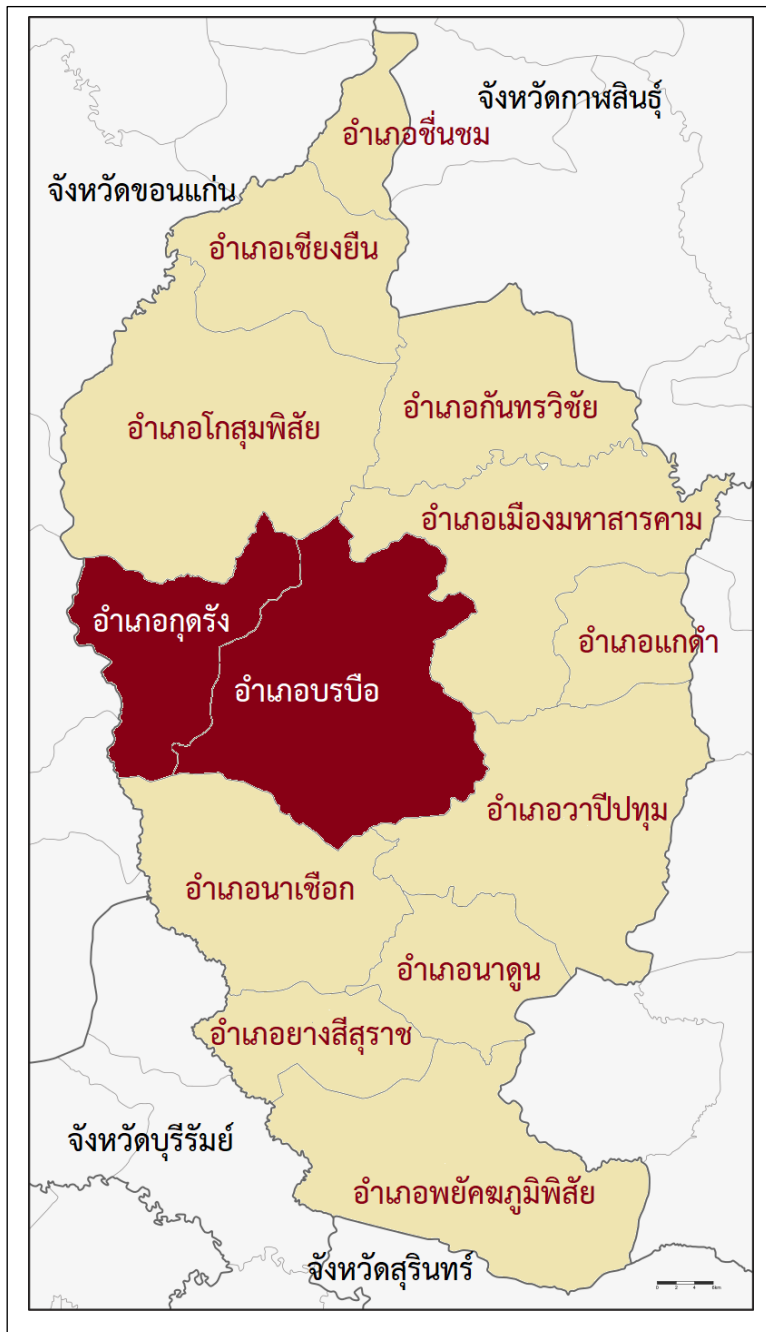 จังหวัดกาฬสินธุ์
อำเภอชื่นชม
จังหวัดขอนแก่น
อำเภอเชียงยืน
อำเภอกันทรวิชัย
อำเภอโกสุมพิสัย
อำเภอเมืองมหาสารคาม
อำเภอกุดรัง
อำเภอแกดำ
อำเภอบรบือ
อำเภอวาปีปทุม
อำเภอนาเชือก
อำเภอนาดูน
อำเภอยางสีสุราช
จังหวัดบุรีรัมย์
อำเภอพยัคฆภูมิพิสัย
จังหวัดสุรินทร์
0 2 4 6km